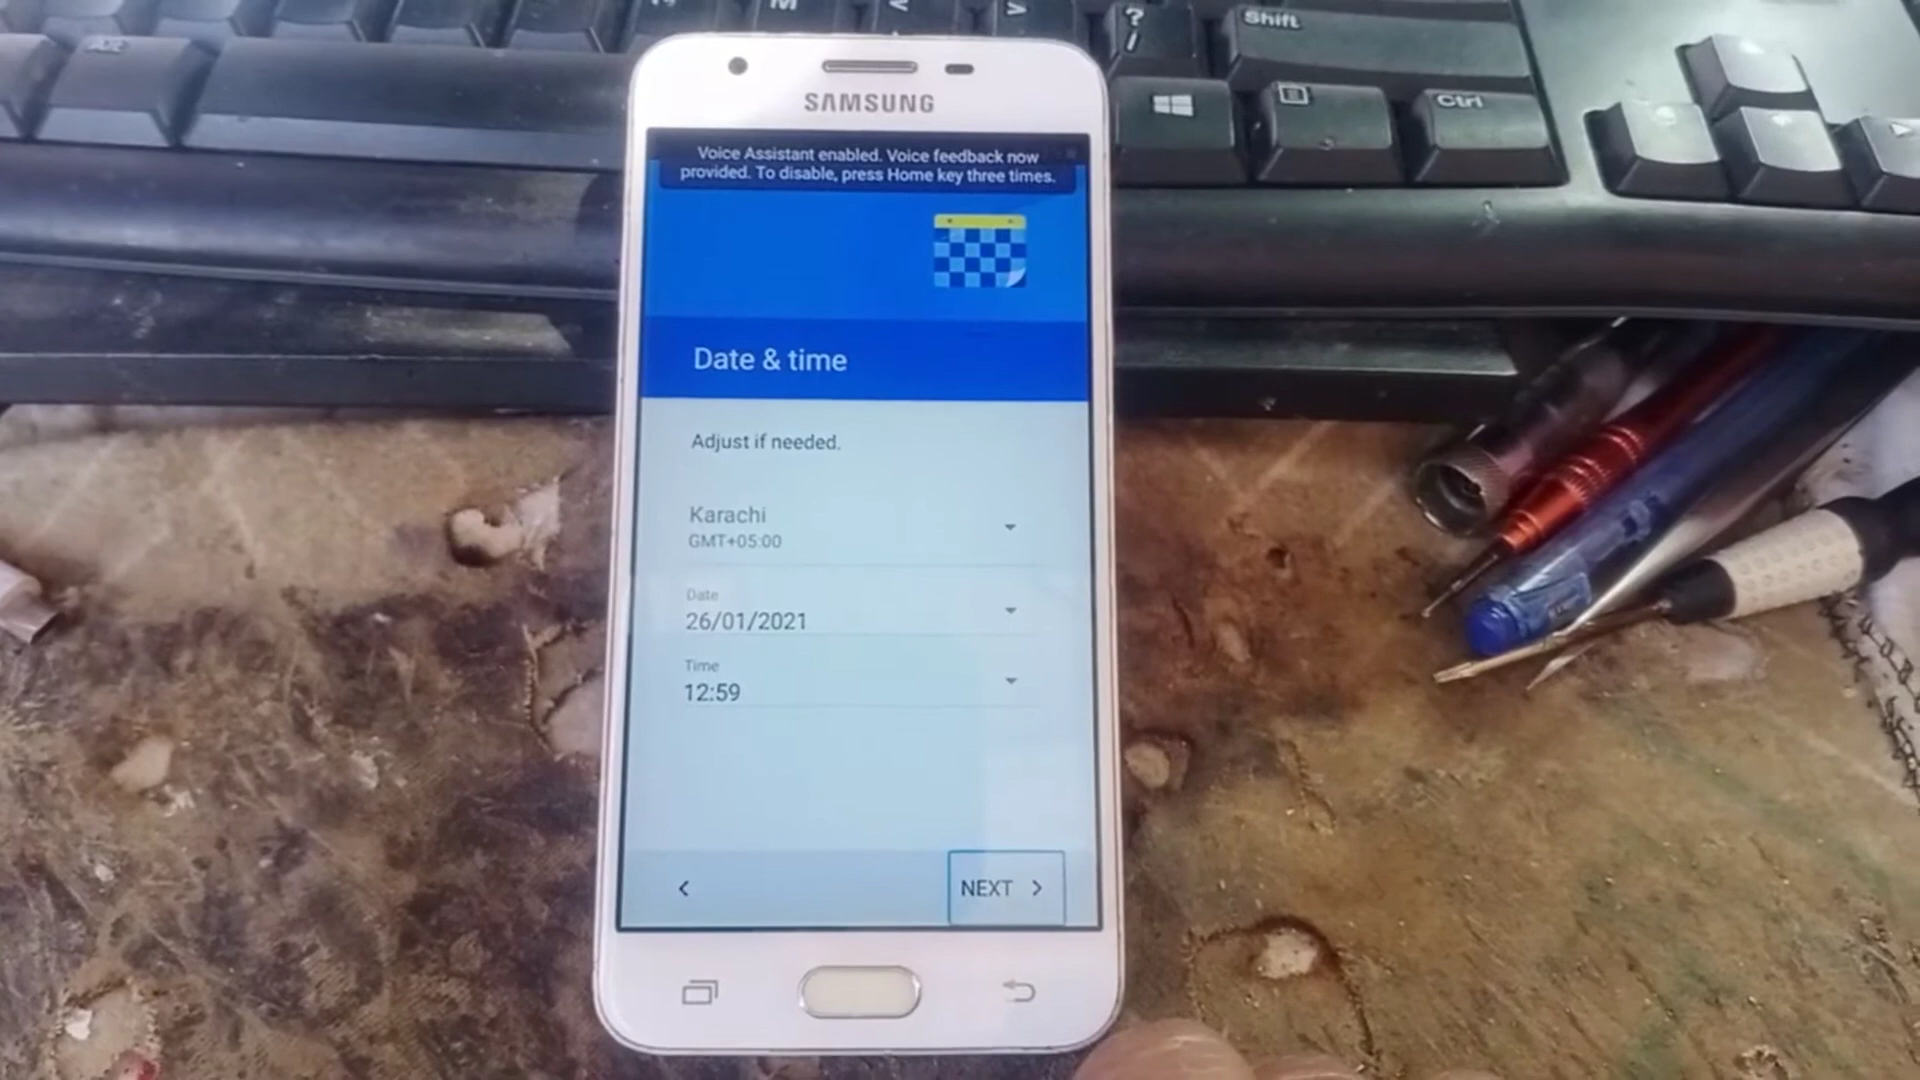 M
<
>
?
/
Shift
Alt
Ctrl
SAMSUNG
Voice Assistant enabled. Voice feedback now
provided. To disable, press Home key three times.
Date & time
Adjust if needed.
Karachi
GMT+05:00
Date
26/01/2021
Time
12:59
<
NEXT >